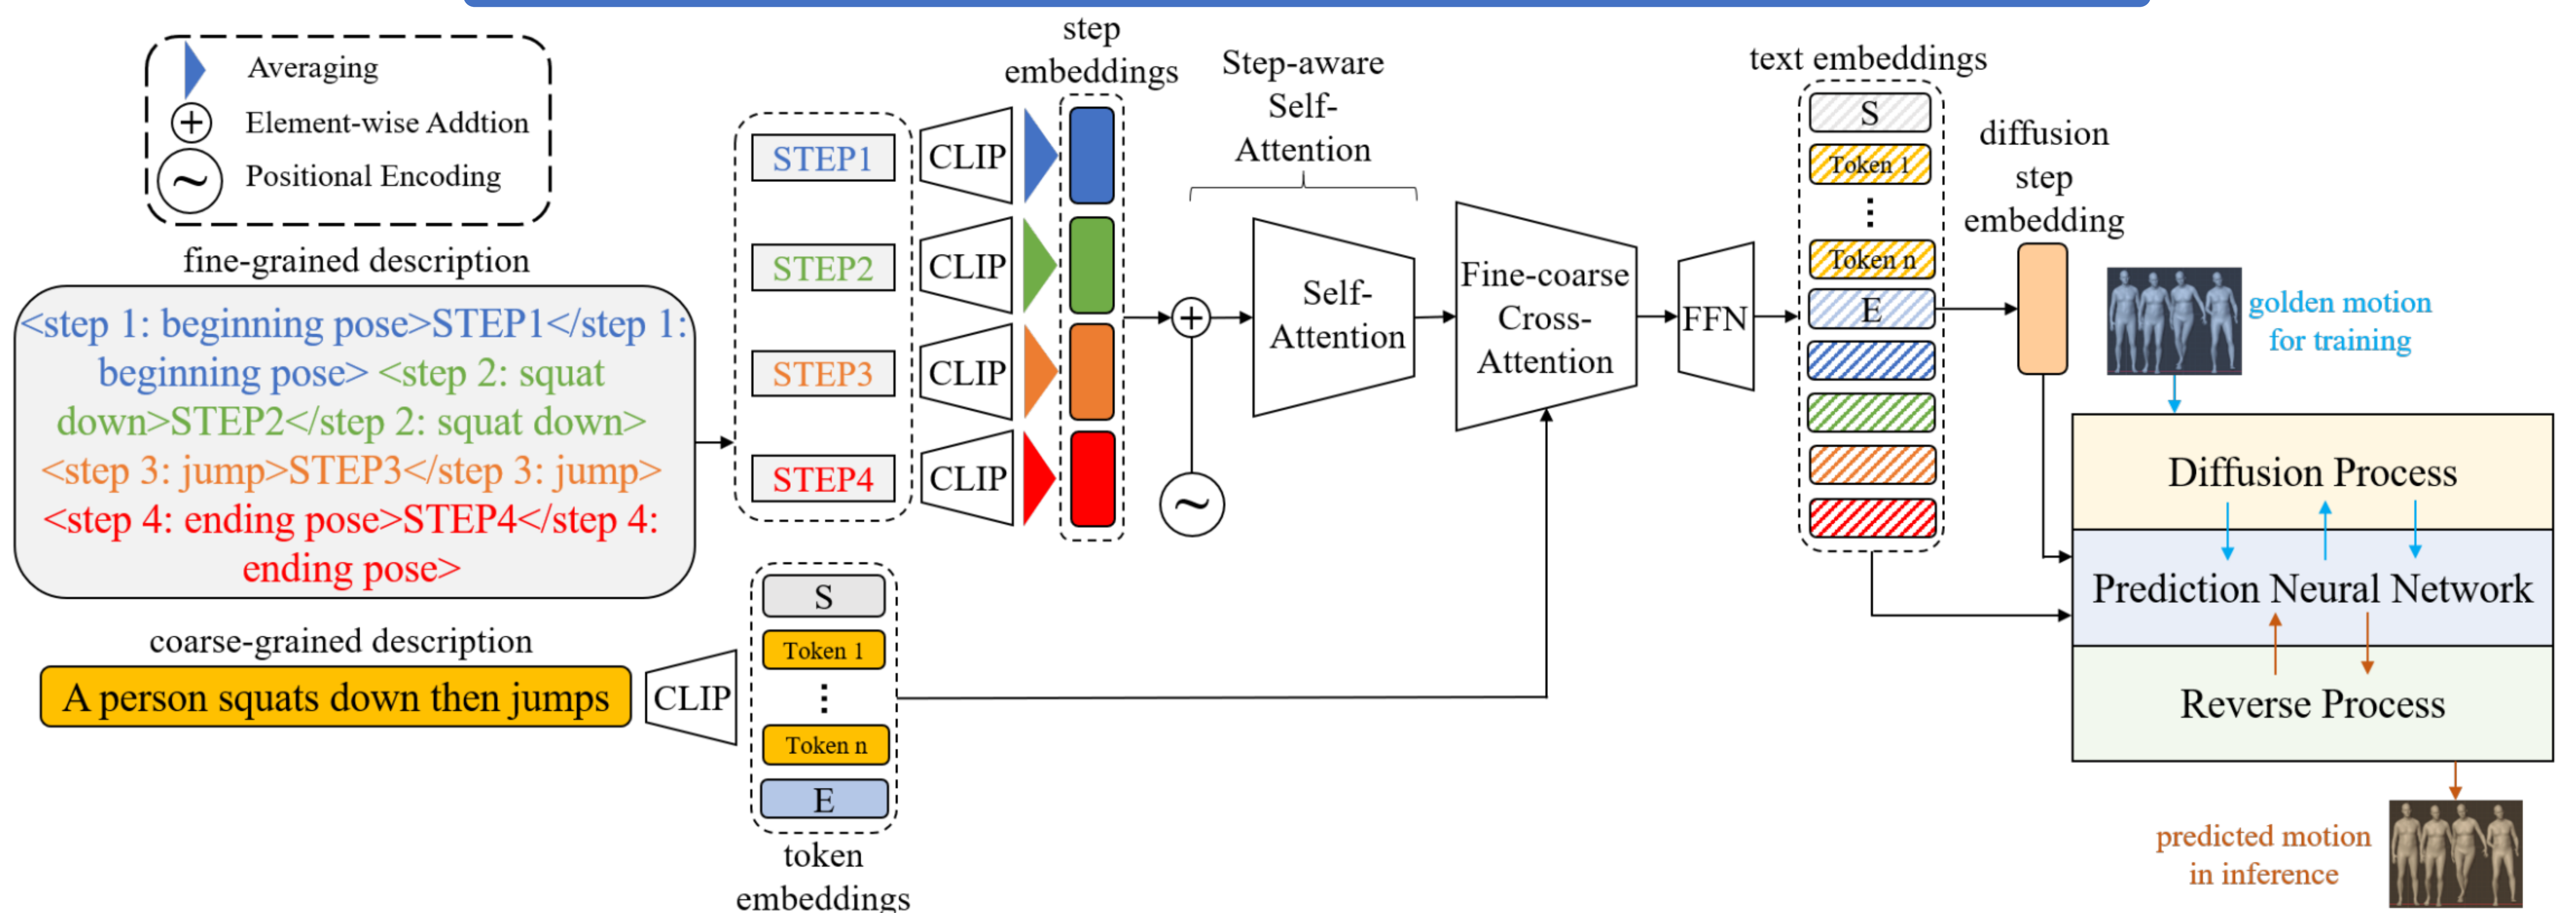 Averaging
Element-wise Addtion
Positional Encoding
fine-grained description
<step 1: beginning pose>STEP1</step 1:
beginning pose> <step 2: squat
down>STEP2</step 2: squat down>
<step 3: jump>STEP3</step 3: jump>
<step 4: ending pose>STEP4</step 4:
ending pose>
coarse-grained description
A person squats down then jumps
CLIP
STEP1
STEP2
STEP3
STEP4
CLIP
CLIP
CLIP
CLIP
step
embeddings
S
Token 1
Token n
E
token
embeddings
Step-aware
Self-
Attention
Self-
Attention
Fine-coarse
Cross-
Attention
FFN
text embeddings
S
Token 1
Token n
E
diffusion
step
embedding
golden motion
for training
Diffusion Process
Prediction Neural Network
Reverse Process
predicted motion
in inference